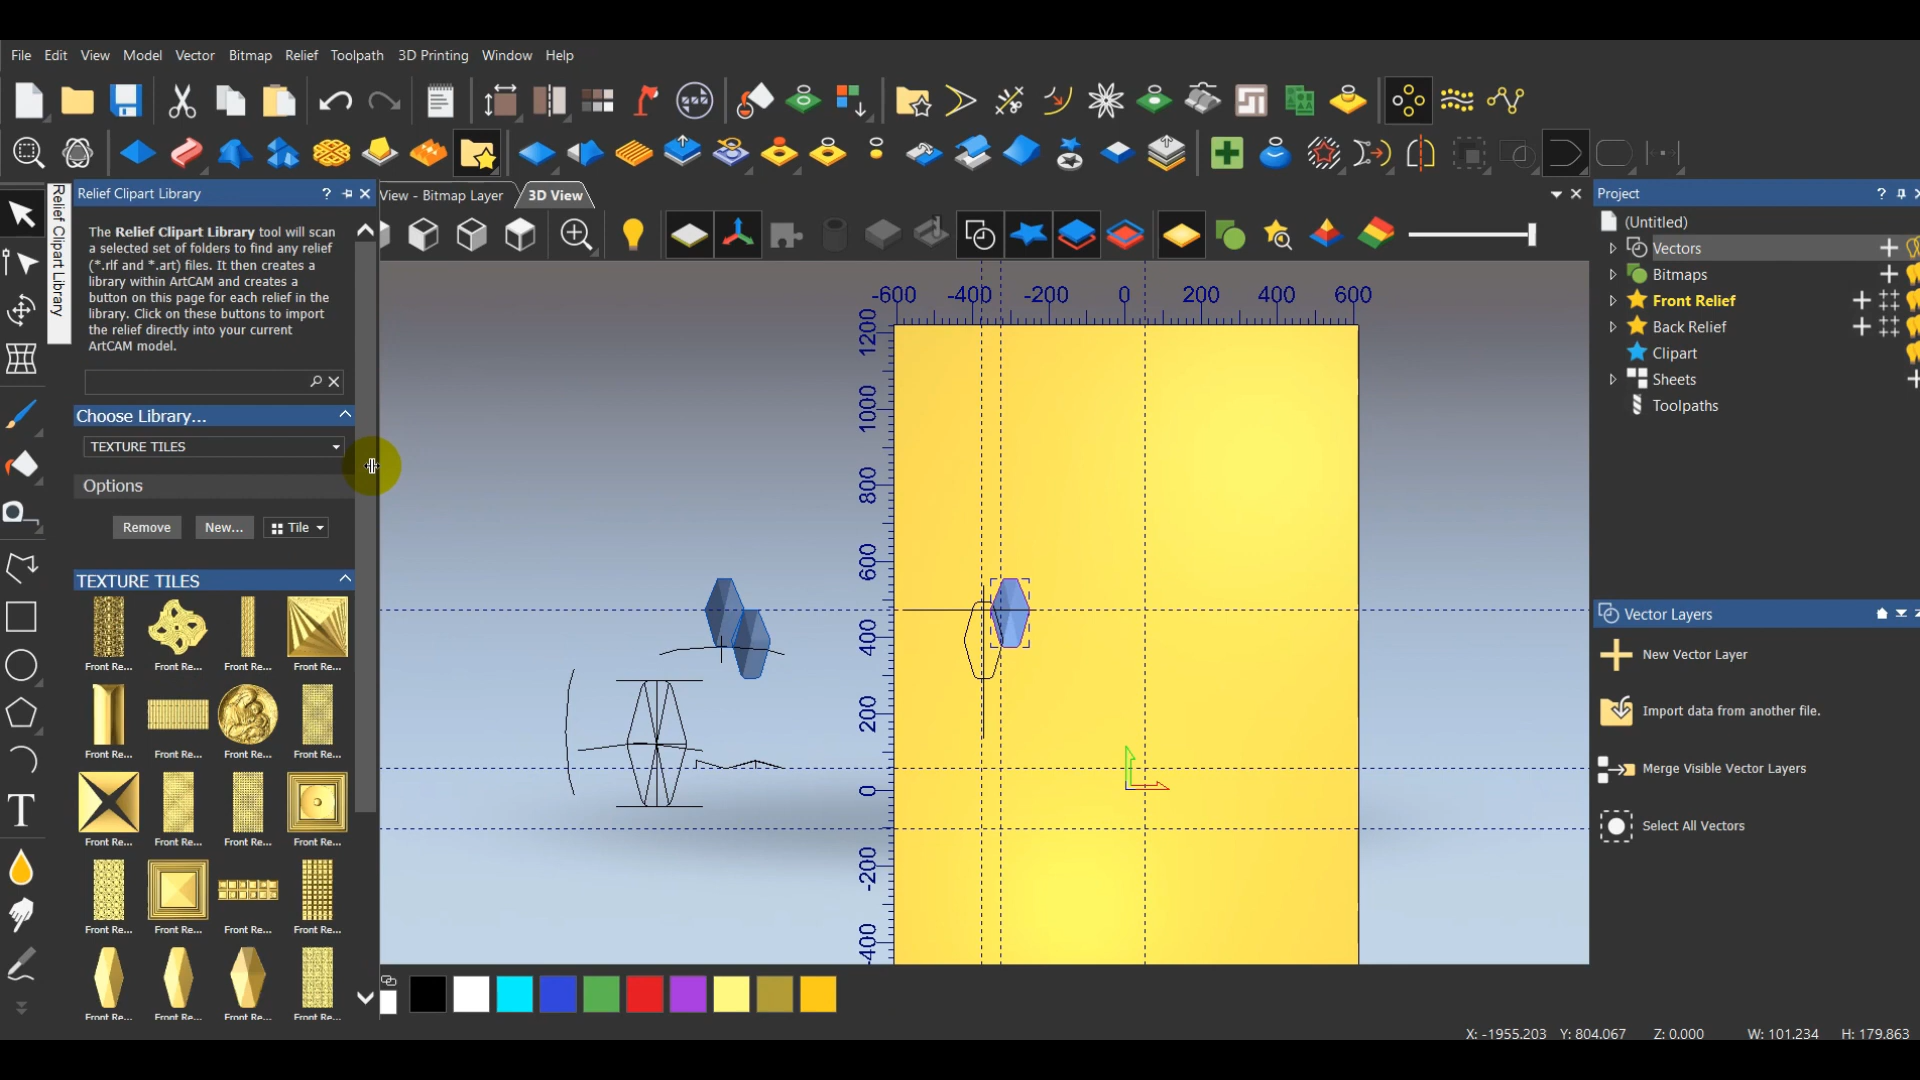 File Edit View Model Vector Bitmap Relief Toolpath 3D Printing Window Help
Relief Clipart Library
Relief Clipart Library
The Relief Clipart Library tool will scan
a selected set of folders to find any relief
(*.rlf and *.art) files. It then creates a
library within ArtCAM and creates a
button on this page for each relief in the
library. Click on these buttons to import
the relief directly into your current
ArtCAM model.
Choose Library...
TEXTURE TILES
Options
Remove New... Tile
TEXTURE TILES
Front Re... Front Re... Front Re... Front Re...
Front Re... Front Re... Front Re... Front Re...
Front Re... Front Re... Front Re... Front Re...
Front Re... Front Re... Front Re... Front Re...
Front Re... Front Re... Front Re... Front Re...
View - Bitmap Layer 3D View
-600 -400 -200 0 200 400 600
1200
1000
800
600
400
200
0
-200
-400
Project
(Untitled)
Vectors
Bitmaps
Front Relief
Back Relief
Clipart
Sheets
Toolpaths
Vector Layers
New Vector Layer
Import data from another file.
Merge Visible Vector Layers
Select All Vectors
X: -1955.203 Y: 804.067 Z: 0.000 W: 101.234 H: 179.863